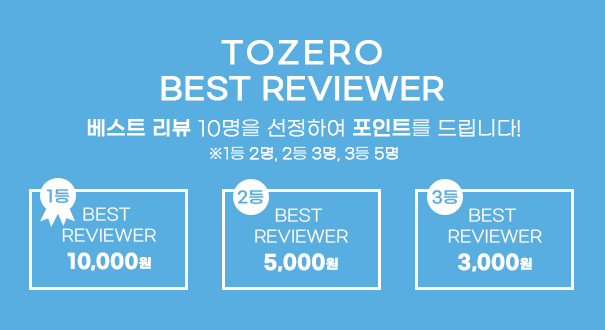 TOZERO
BEST REVIEWER
베스트 리뷰 10명을 선정하여 포인트를 드립니다!
※1등 2명, 2등 3명, 3등 5명
1등
BEST
REVIEWER
10,000원
2등
BEST
REVIEWER
5,000원
3등
BEST
REVIEWER
3,000원